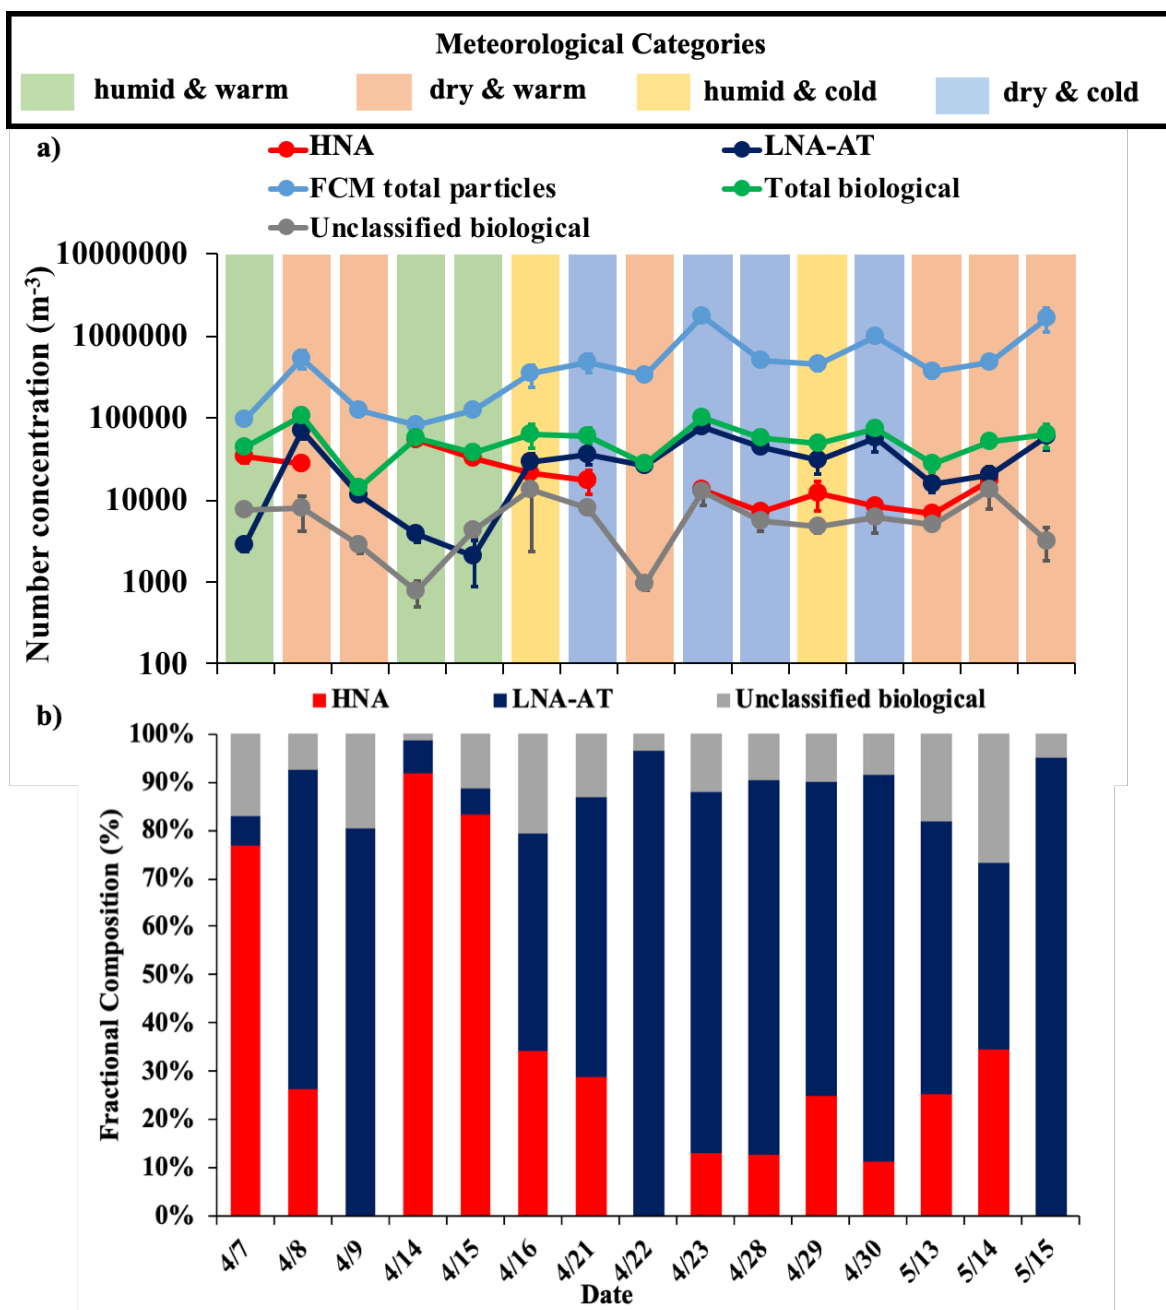 Meteorological Categories
humid & warm dry & warm humid & cold dry & cold
a)
HNA LNA-AT
FCM total particles Total biological
Unclassified biological
Number concentration (m-3)
10000000
1000000
100000
10000
1000
100
HNA LNA-AT Unclassified biological
b)
Fractional Composition (%)
100%
90%
80%
70%
60%
50%
40%
30%
20%
10%
0%
4/7 4/8 4/9 4/14 4/15 4/16 4/21 4/22 4/23 4/28 4/29 4/30 5/13 5/14 5/15
Date